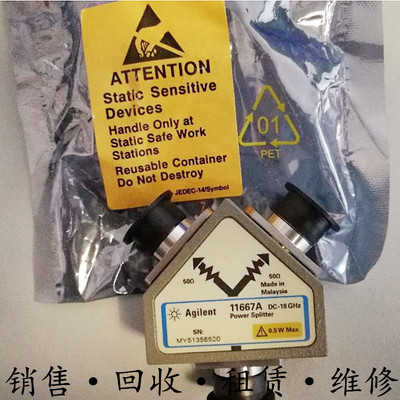 ATTENTION
Static Sensitive
Devices
Handle Only at
Static Safe Work
Stations
Reusable Container
Do Not Destroy
JEDEC-14/Symbol
01
PET
50Ω
50Ω
Made in
Malaysia
Agilent
11667A DC-18 GHz
Power Splitter
SN:
MY51356520
0.5 W Max
销售·回收·租赁·维修